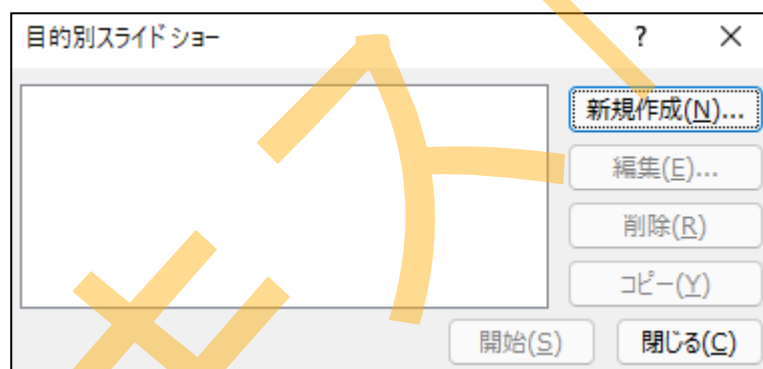 目的別スライド ショー
? ×
新規作成(N)...
編集(E)...
削除(R)
コピー(Y)
開始(S) 閉じる(C)